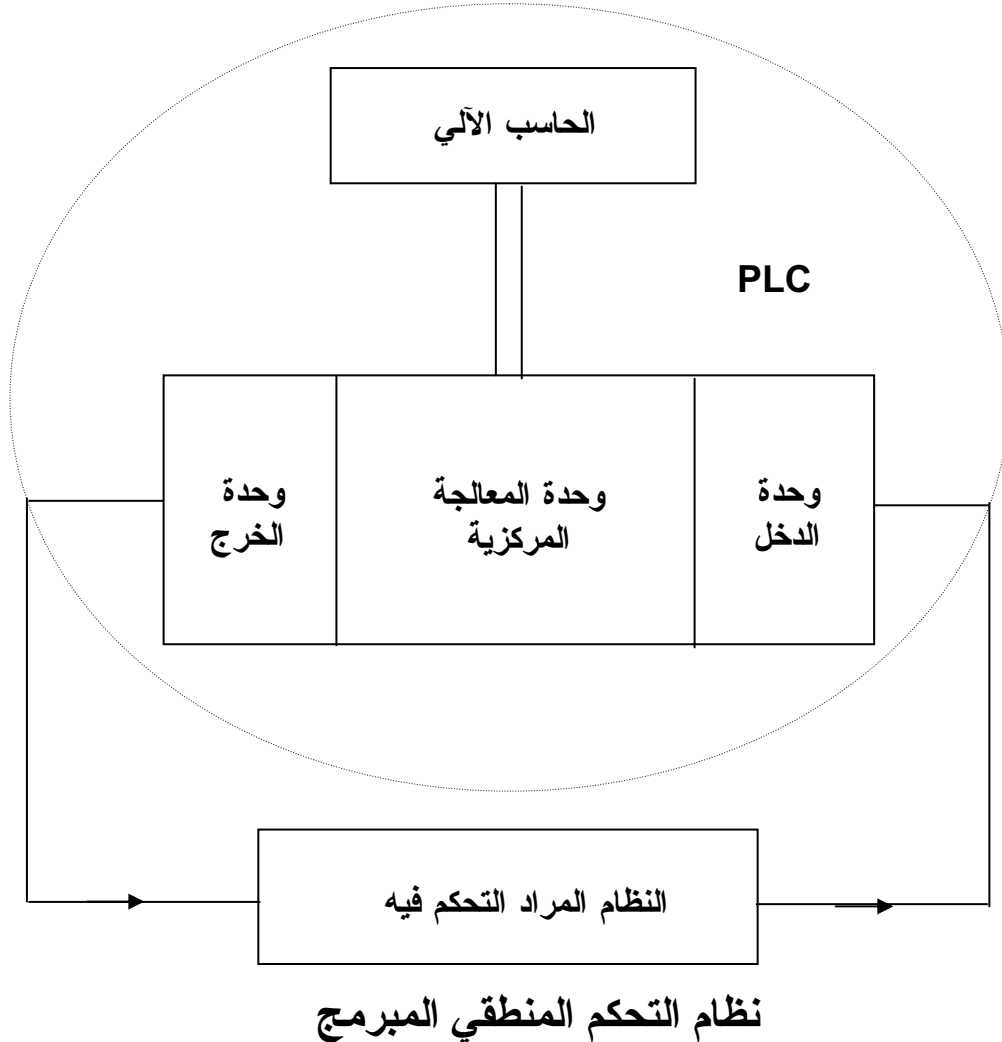 الحاسب الآلي
PLC
وحدة
الدخل
وحدة المعالجة
المركزية
وحدة
الخرج
النظام المراد التحكم فيه
نظام التحكم المنطقي المبرمج